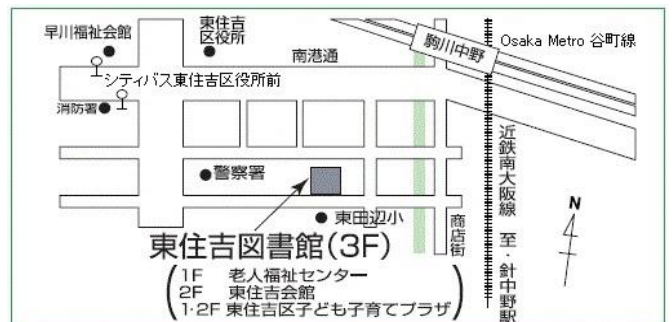 早川福祉会館
東住吉
区役所
南港通
駒川中野
Osaka Metro 谷町線
シティバス東住吉区役所前
消防署
警察署
近鉄南大阪線 至・針中野駅
N
東田辺小
商店街
東住吉図書館(3F)
1F 老人福祉センター
2F 東住吉会館
1・2F 東住吉区子ども子育てプラザ